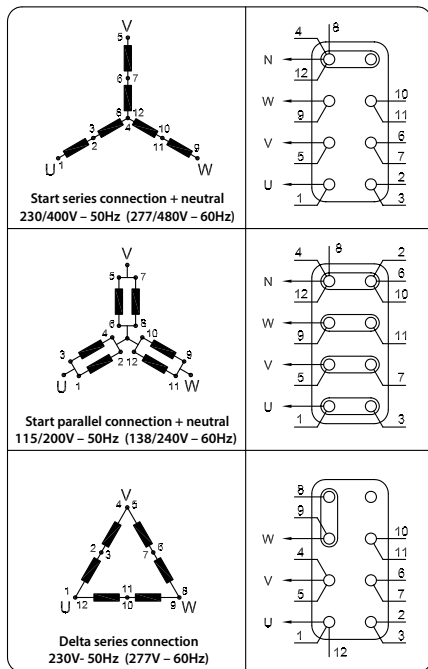 V
5
6 7
8 12
4
3 10
2 11
1 9
U W
Start series connection + neutral
230/400V – 50Hz (277/480V – 60Hz)
8
4
N
12
W 10
9 11
V 6
5 7
U 2
1 3
V
5 7
6 8
4 10
3 2 12 9
U 1 11 W
Start parallel connection + neutral
115/200V – 50Hz (138/240V – 60Hz)
8
4 2
N 6
12 10
W
9 11
V
5 7
U
1 3
V
4 5
2 6
3 7
1 11 8
U 12 10 9 W
Delta series connection
230V- 50Hz (277V – 60Hz)
8
9
W 10
11
4
V 6
5 7
U 2
1 3
12